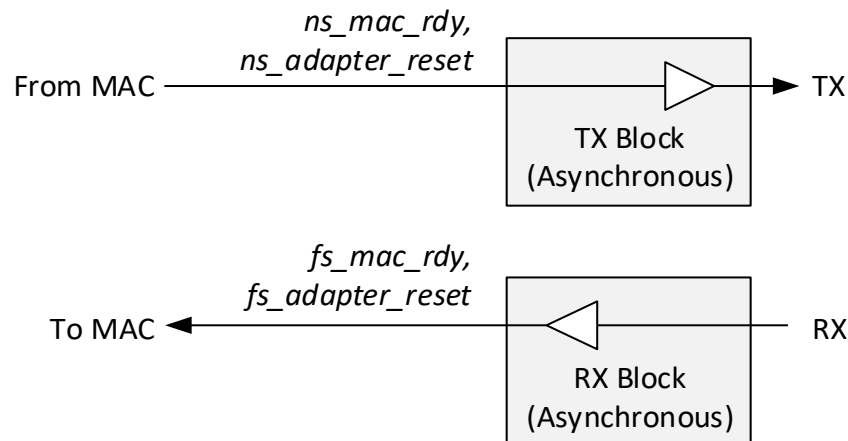 ns_mac_rdy,
ns_adapter_reset
From MAC
TX
TX Block
(Asynchronous)
fs_mac_rdy,
fs_adapter_reset
To MAC
RX
RX Block
(Asynchronous)